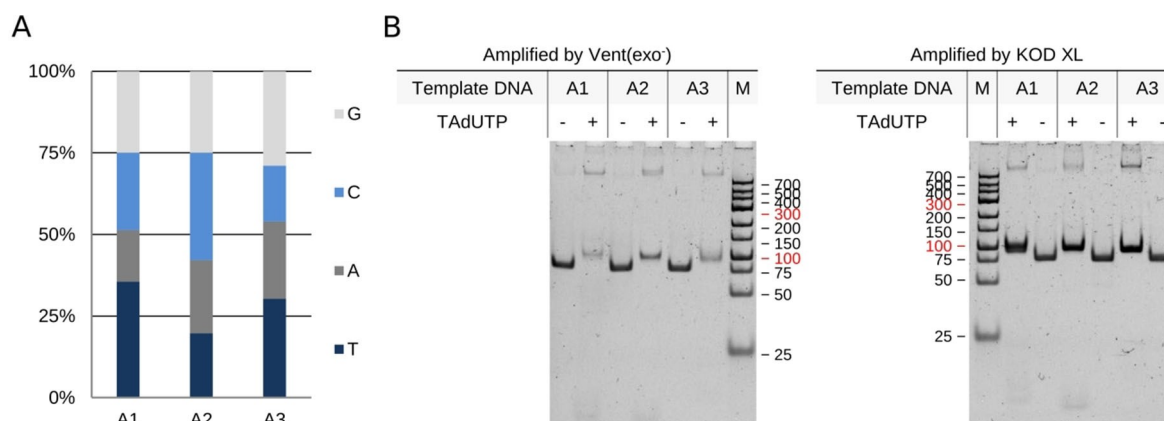 A
100%
75%
50%
25%
0%
G
C
A
T
A1 A2 A3
B
Amplified by Vent(exo-)
Template DNA A1 A2 A3 M
TAdUTP - + - + - +
700
500
400
300
200
150
100
75
50
25
Amplified by KOD XL
Template DNA M A1 A2 A3
TAdUTP + - + - + -
700
500
400
300
200
150
100
75
50
25